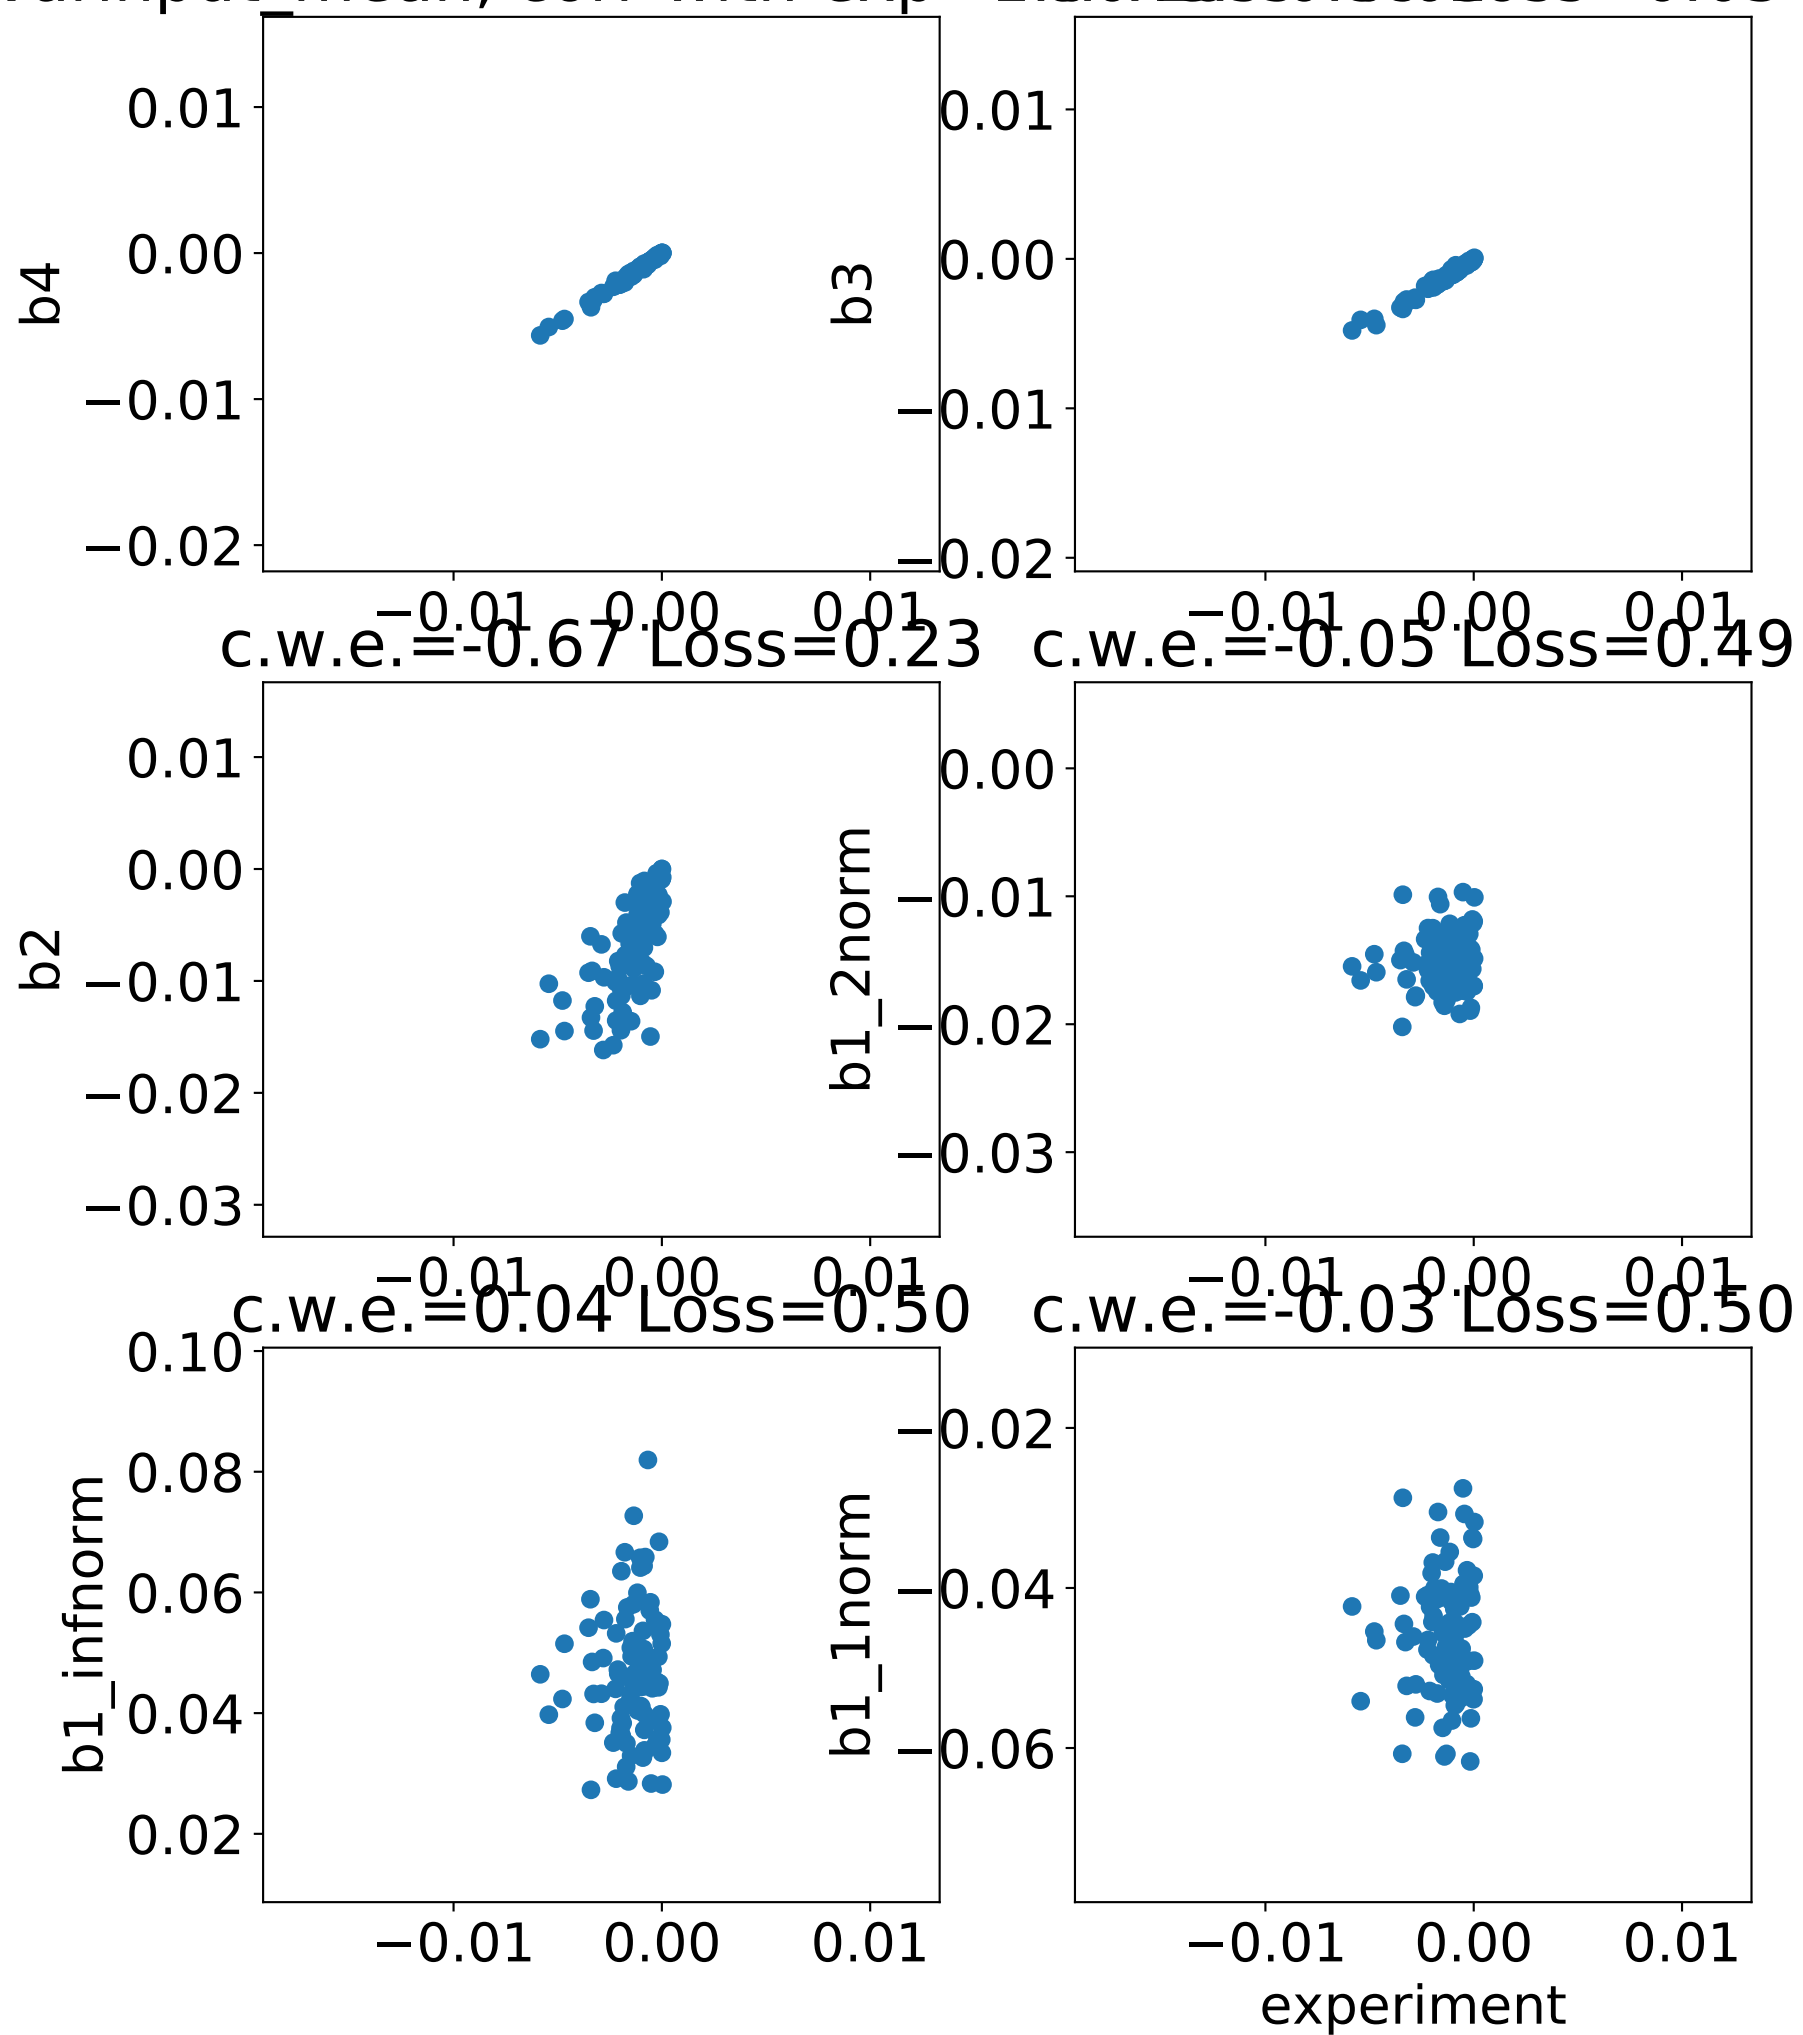 0.01
0.00
−0.01
−0.02
b4
−0.01 0.00 0.01
0.01
0.00
−0.01
−0.02
b3
−0.01 0.00 0.01
c.w.e.=-0.67 Loss=0.23
0.01
0.00
−0.01
−0.02
−0.03
b2
−0.01 0.00 0.01
c.w.e.=-0.05 Loss=0.49
0.00
−0.01
−0.02
−0.03
b1_2norm
−0.01 0.00 0.01
c.w.e.=0.04 Loss=0.50
0.10
0.08
0.06
0.04
0.02
b1_infnorm
−0.01 0.00 0.01
c.w.e.=-0.03 Loss=0.50
−0.02
−0.04
−0.06
b1_1norm
−0.01 0.00 0.01
experiment